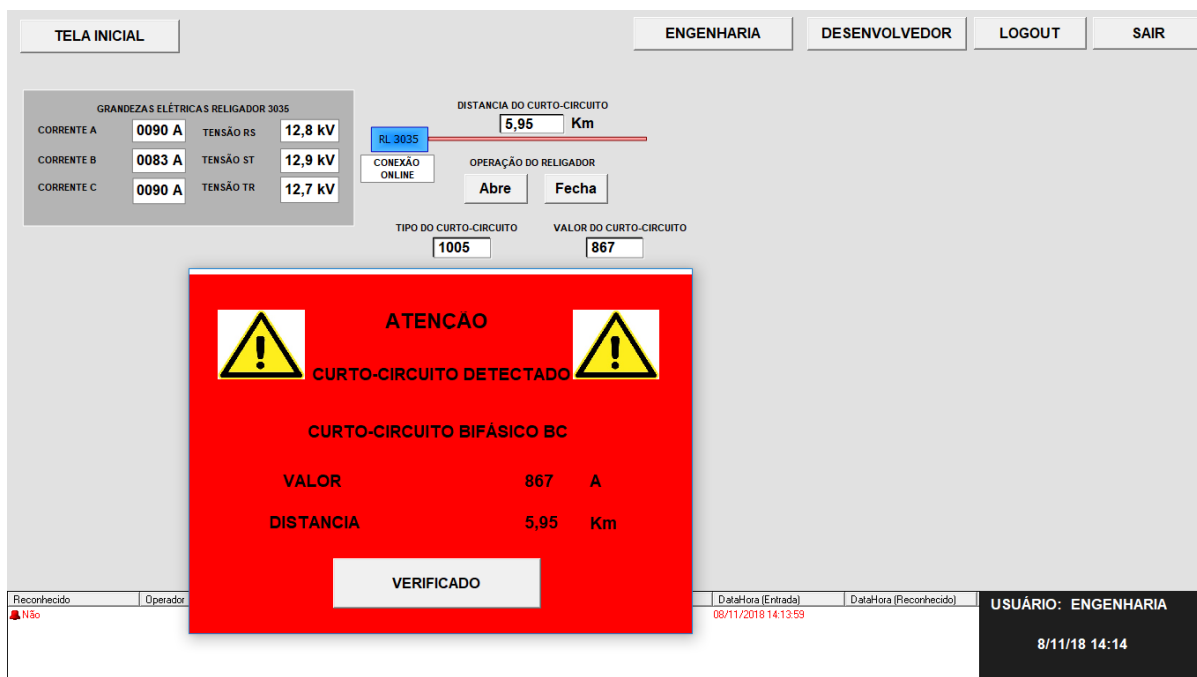 TELA INICIAL
ENGENHARIA
DESENVOLVEDOR
LOGOUT
SAIR
GRANDEZAS ELÉTRICAS RELIGADOR 3035
CORRENTE A 0090 A TENSÃO RS 12,8 kV
CORRENTE B 0083 A TENSÃO ST 12,9 kV
CORRENTE C 0090 A TENSÃO TR 12,7 kV
DISTANCIA DO CURTO-CIRCUITO
5,95 Km
RL 3035
CONEXÃO
ONLINE
OPERAÇÃO DO RELIGADOR
Abre Fecha
TIPO DO CURTO-CIRCUITO VALOR DO CURTO-CIRCUITO
1005 867
ATENCAO
CURTO-CIRCUITO DETECTADO
CURTO-CIRCUITO BIFÁSICO BC
VALOR 867 A
DISTANCIA 5,95 Km
VERIFICADO
Reconhecido Operador DataHora (Entrada) DataHora (Reconhecido)
Não 08/11/2018 14:13:59
USUÁRIO: ENGENHARIA
8/11/18 14:14